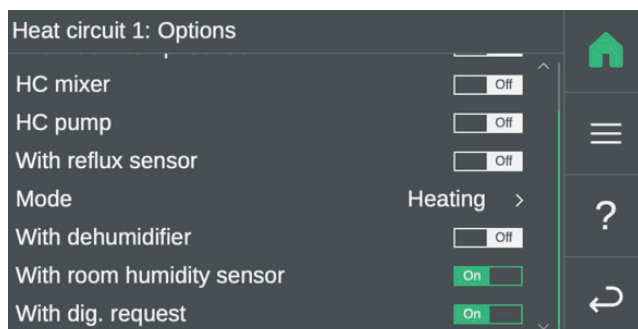 Heat circuit 1: Options
HC mixer Off
HC pump Off
With reflux sensor Off
Mode Heating >
With dehumidifier Off
With room humidity sensor On
With dig. request On
?